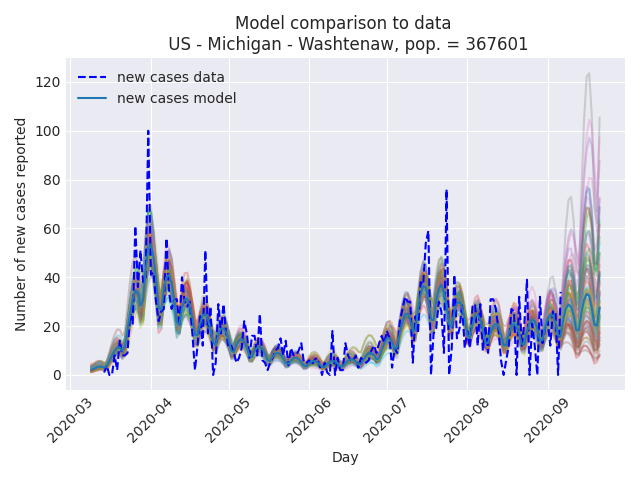 Model comparison to data
US - Michigan - Washtenaw, pop. = 367601
new cases data
new cases model
Number of new cases reported
120
100
80
60
40
20
0
2020-03
2020-04
2020-05
2020-06
2020-07
2020-08
2020-09
Day